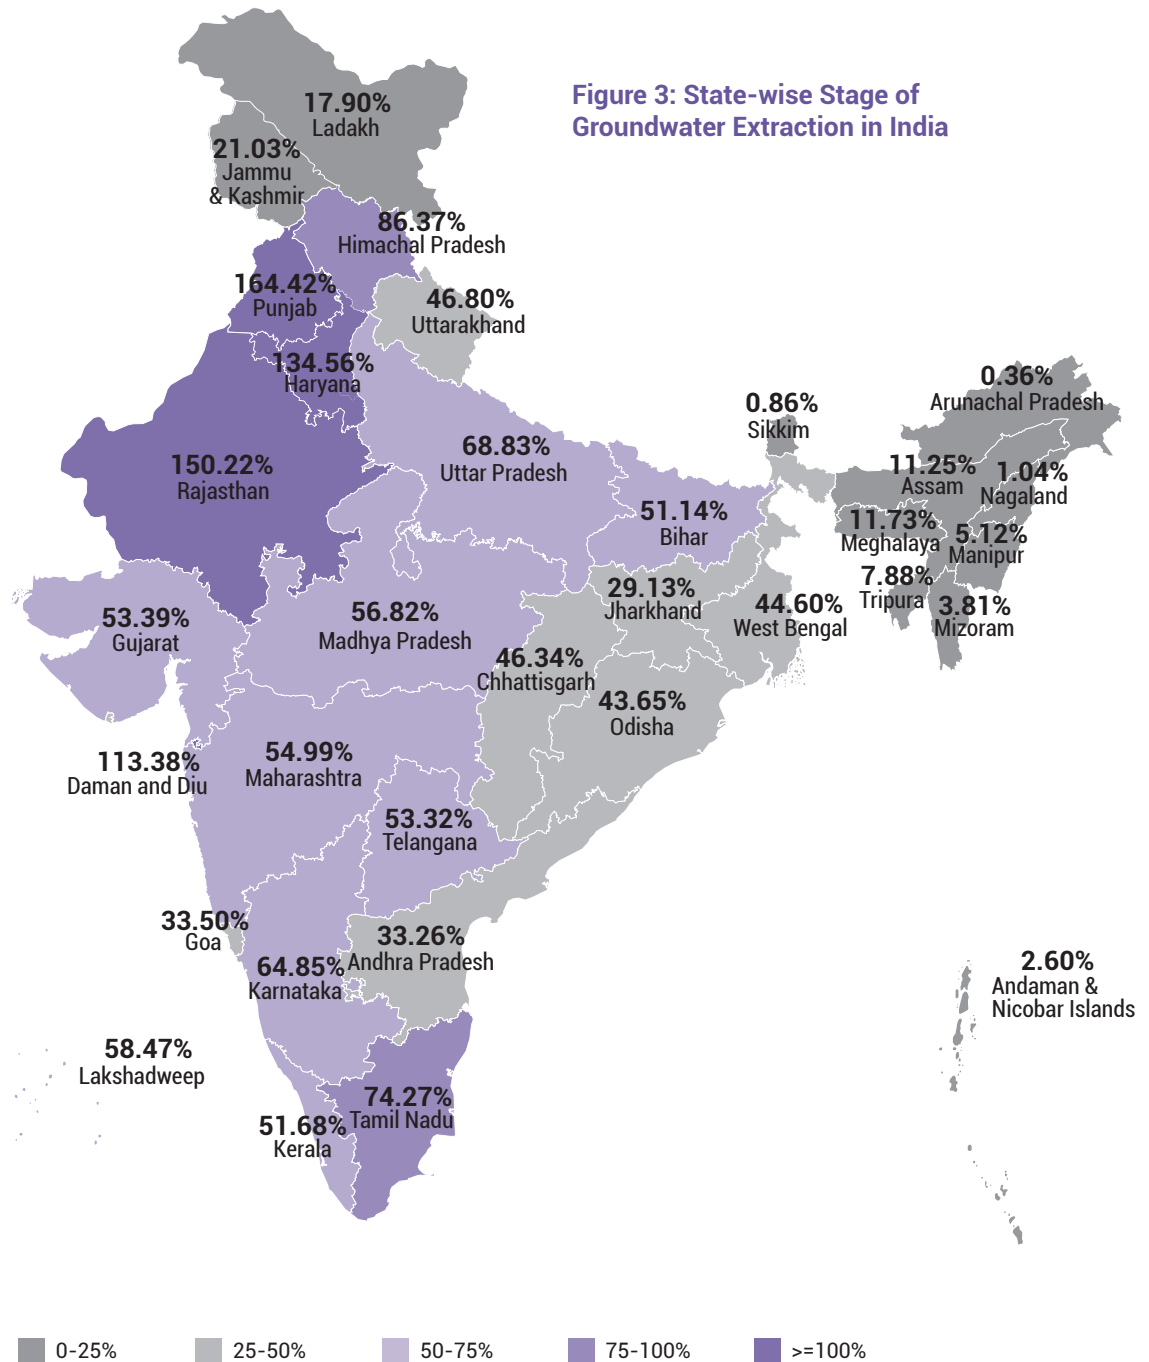 Figure 3: State-wise Stage of
Groundwater Extraction in India
17.90%
Ladakh
21.03%
Jammu
& Kashmir
86.37%
Himachal Pradesh
164.42%
Punjab
46.80%
Uttarakhand
134.56%
Haryana
0.36%
Arunachal Pradesh
0.86%
Sikkim
68.83%
Uttar Pradesh
150.22%
Rajasthan
11.25%
Assam
1.04%
Nagaland
51.14%
Bihar
11.73%
Meghalaya
5.12%
Manipur
7.88%
Tripura
3.81%
Mizoram
29.13%
Jharkhand
44.60%
West Bengal
53.39%
Gujarat
56.82%
Madhya Pradesh
46.34%
Chhattisgarh
43.65%
Odisha
113.38%
Daman and Diu
54.99%
Maharashtra
53.32%
Telangana
33.50%
Goa
33.26%
Andhra Pradesh
64.85%
Karnataka
2.60%
Andaman &
Nicobar Islands
58.47%
Lakshadweep
74.27%
Tamil Nadu
51.68%
Kerala
0-25%
25-50%
50-75%
75-100%
>=100%